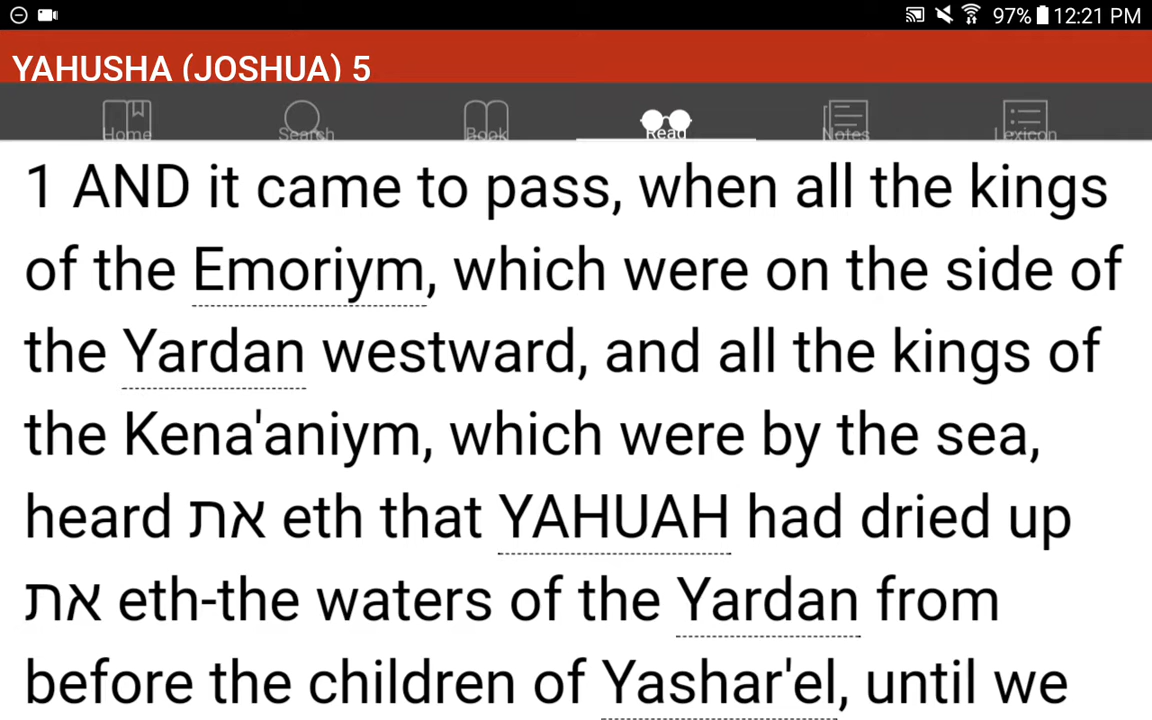 97% 12:21 PM
YAHUSHA (JOSHUA) 5
Home Search Book Read Notes Lexicon
1 AND it came to pass, when all the kings
of the Emoriym, which were on the side of
the Yardan westward, and all the kings of
the Kena'aniym, which were by the sea,
heard את eth that YAHUAH had dried up
את eth-the waters of the Yardan from
before the children of Yashar'el, until we